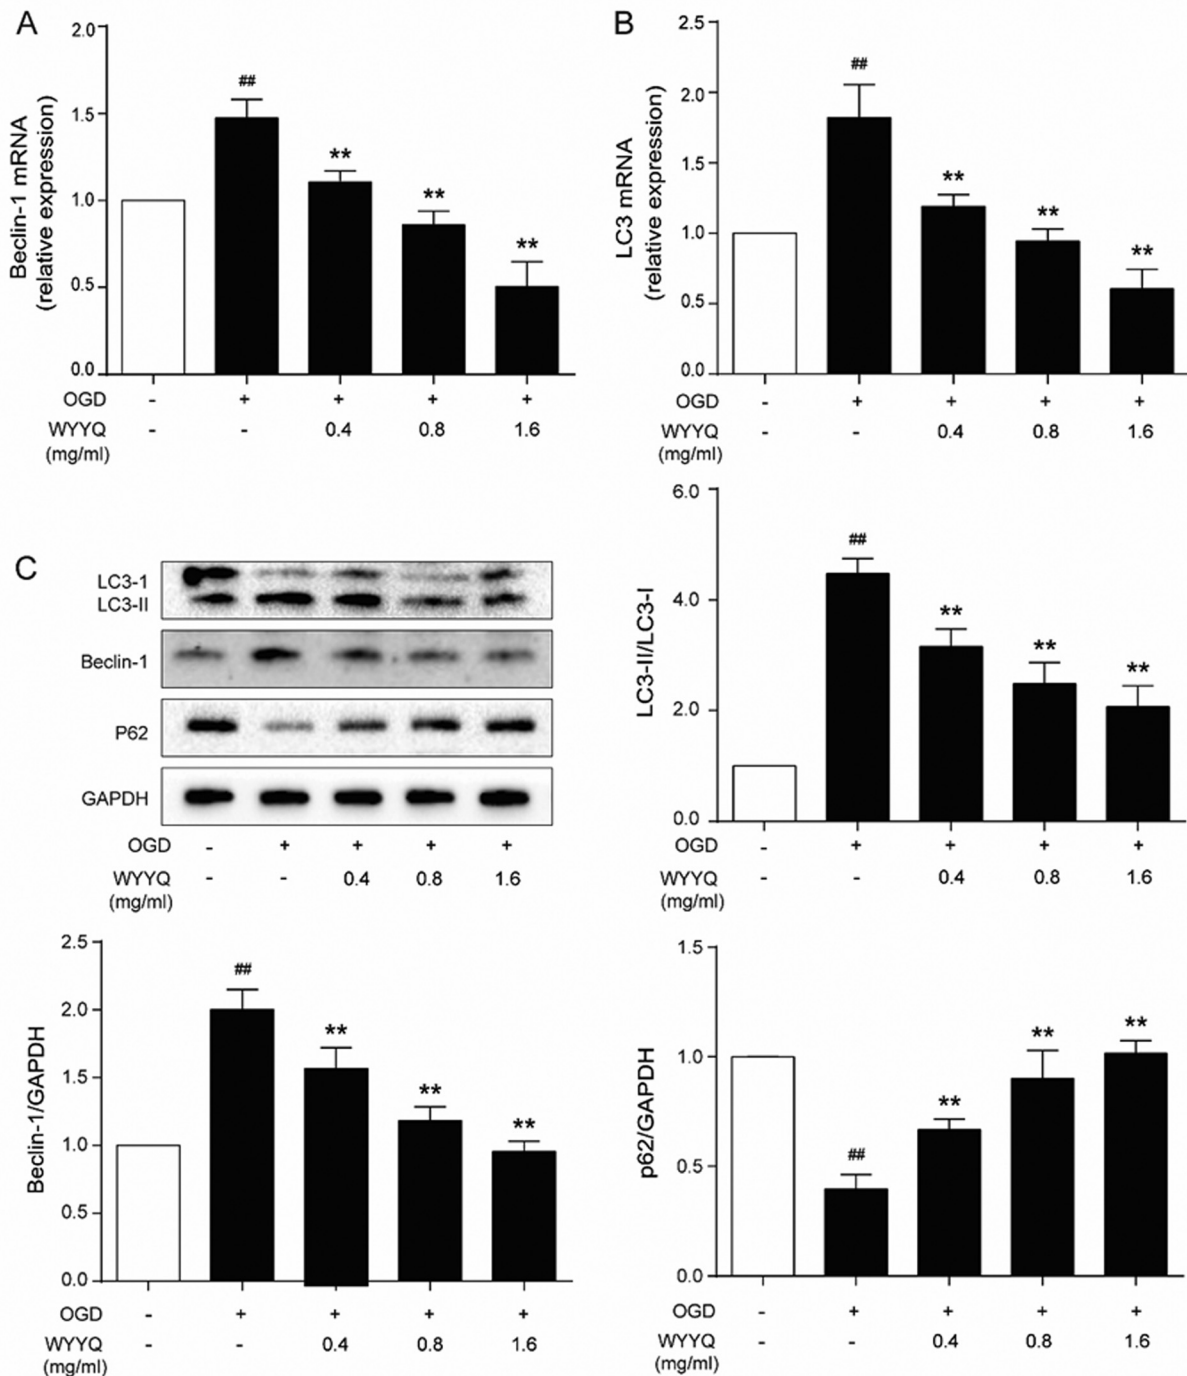 A
2.0
1.5
1.0
0.5
0.0
Beclin-1 mRNA
(relative expression)
##
**
**
**
OGD - + + + +
WYYQ - - 0.4 0.8 1.6
(mg/ml)
B
2.5
2.0
1.5
1.0
0.5
0.0
LC3 mRNA
(relative expression)
##
**
**
**
OGD - + + + +
WYYQ - - 0.4 0.8 1.6
(mg/ml)
C
LC3-1
LC3-II
Beclin-1
P62
GAPDH
OGD - + + + +
WYYQ - - 0.4 0.8 1.6
(mg/ml)
6.0
4.0
2.0
0.0
LC3-II/LC3-I
##
**
**
**
OGD - + + + +
WYYQ - - 0.4 0.8 1.6
(mg/ml)
2.5
2.0
1.5
1.0
0.5
0.0
Beclin-1/GAPDH
##
**
**
**
OGD - + + + +
WYYQ - - 0.4 0.8 1.6
(mg/ml)
1.5
1.0
0.5
0.0
p62/GAPDH
##
**
**
**
OGD - + + + +
WYYQ - - 0.4 0.8 1.6
(mg/ml)